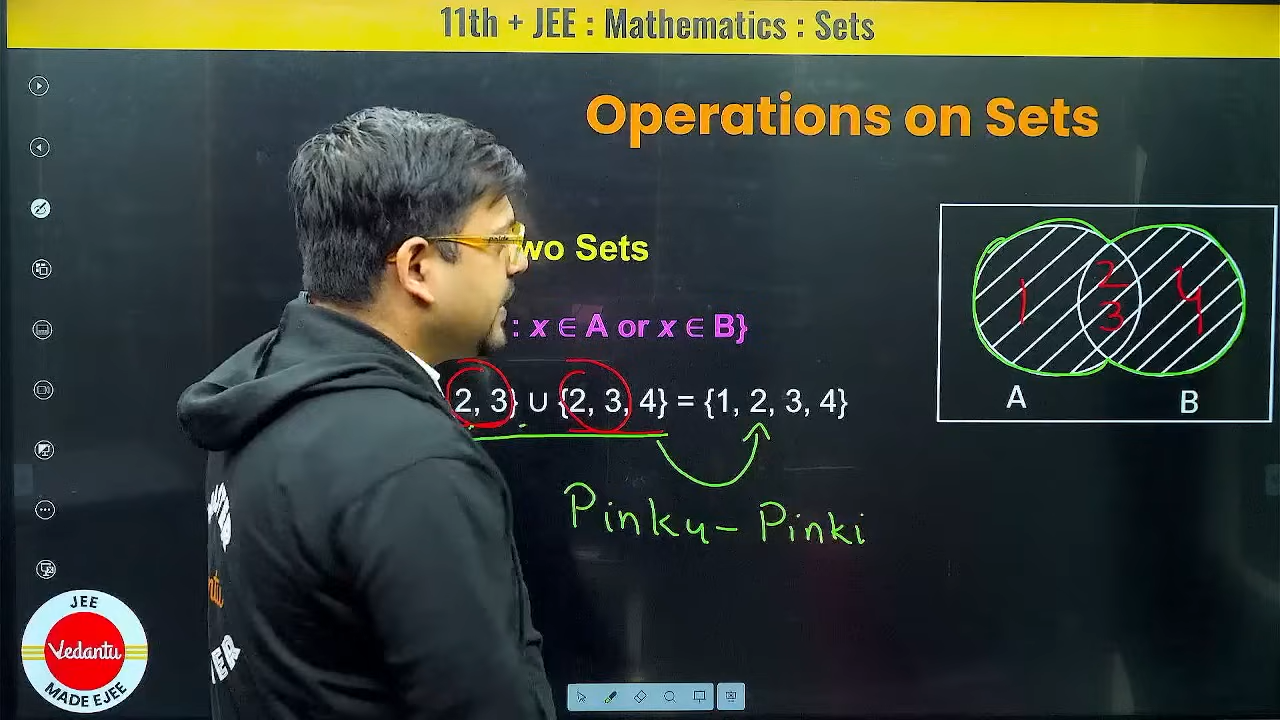 11th + JEE : Mathematics : Sets
Operations on Sets
wo Sets
: x ∈ A or x ∈ B}
2, 3} ∪ {2, 3, 4} = {1, 2, 3, 4}
1
2
3
4
A
B
Pinku - Pinki
JEE
Vedantu
MADE EJEE